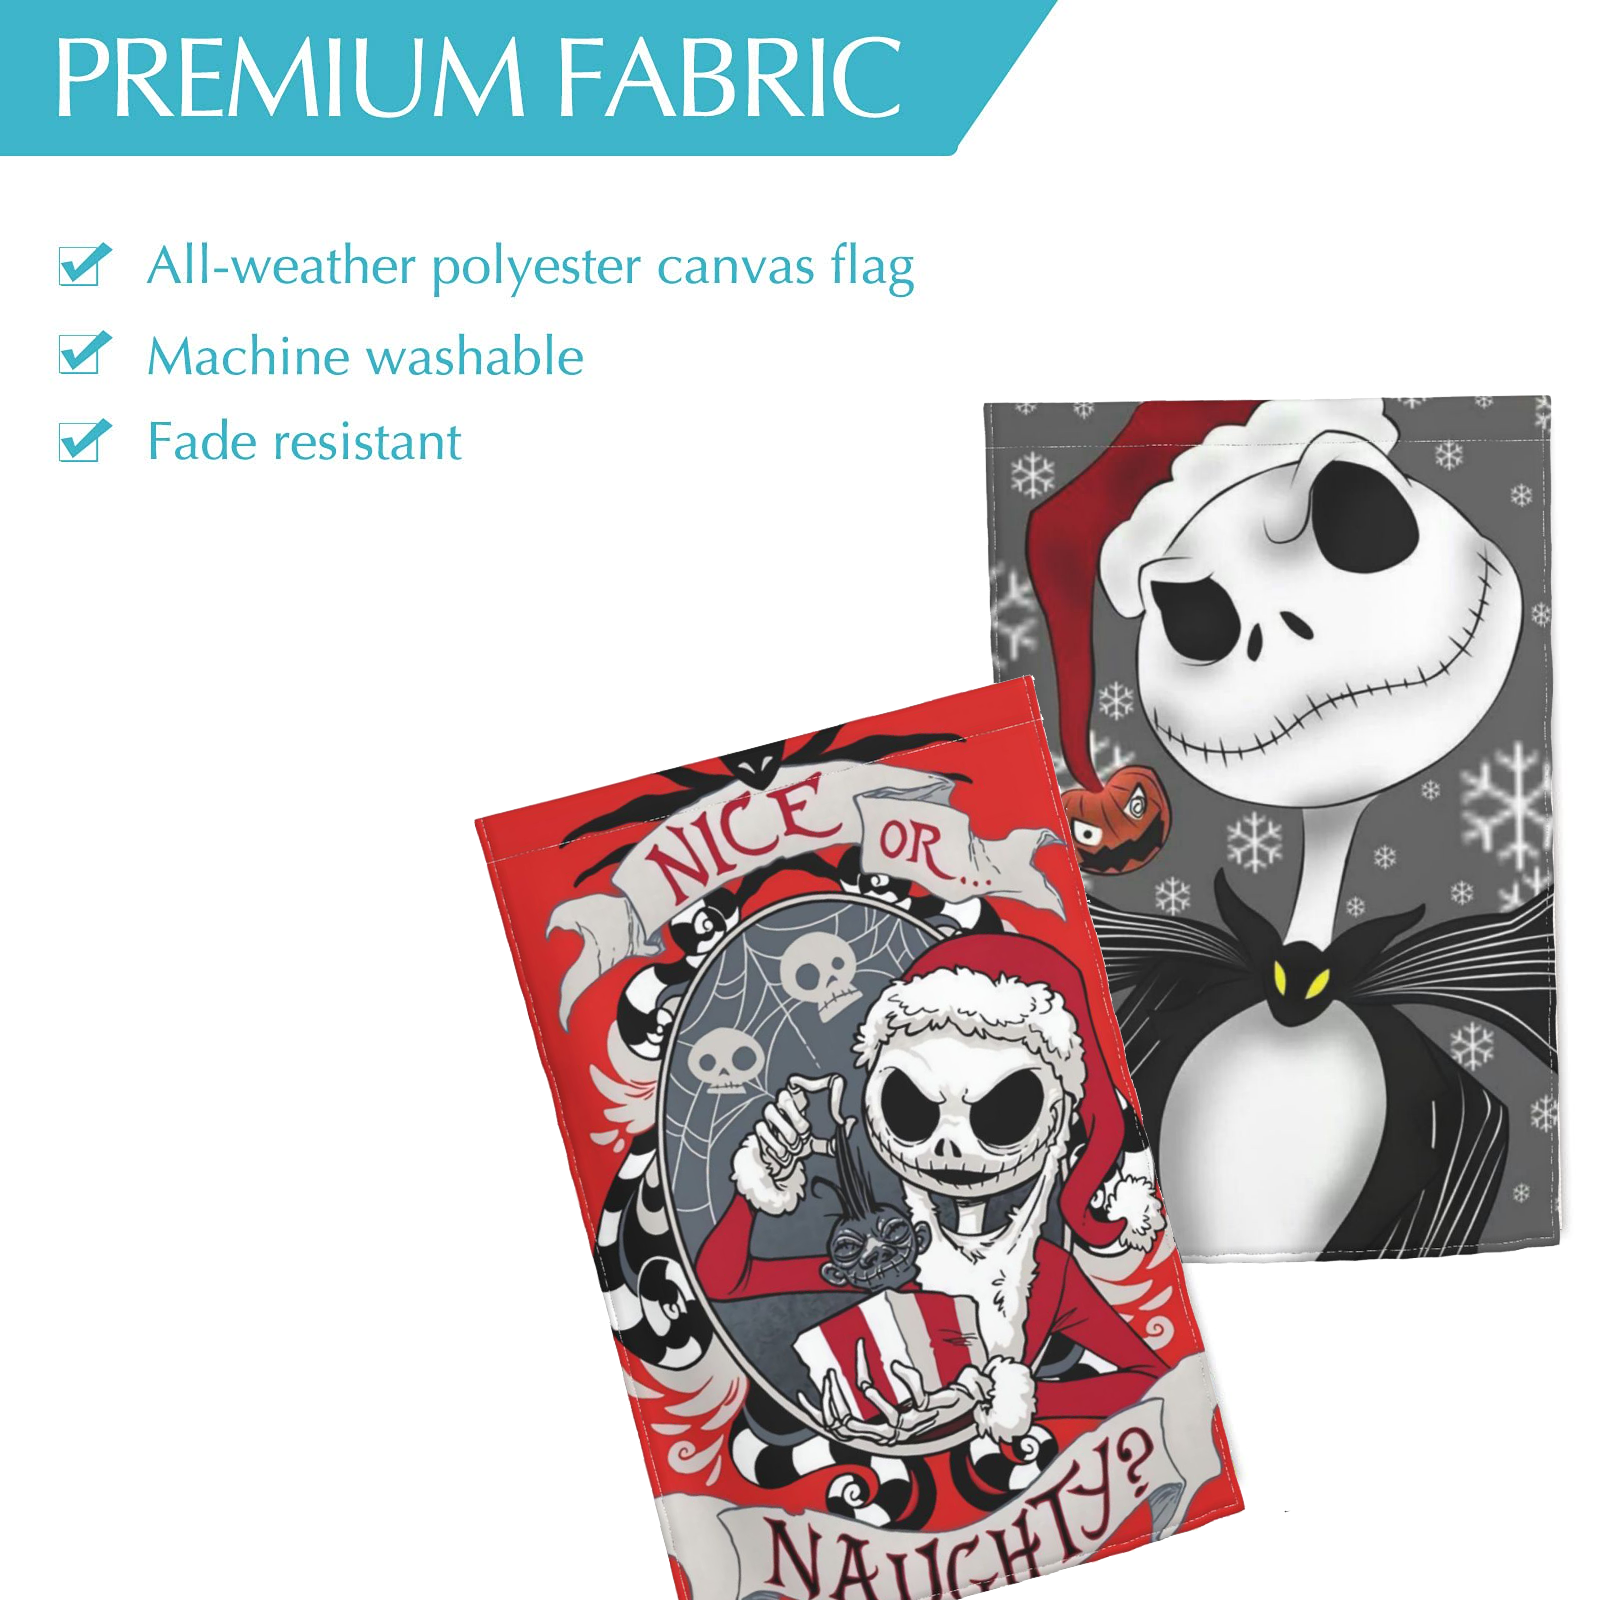 PREMIUM FABRIC
All-weather polyester canvas flag
Machine washable
Fade resistant
NICE OR...
NAUGHTY?